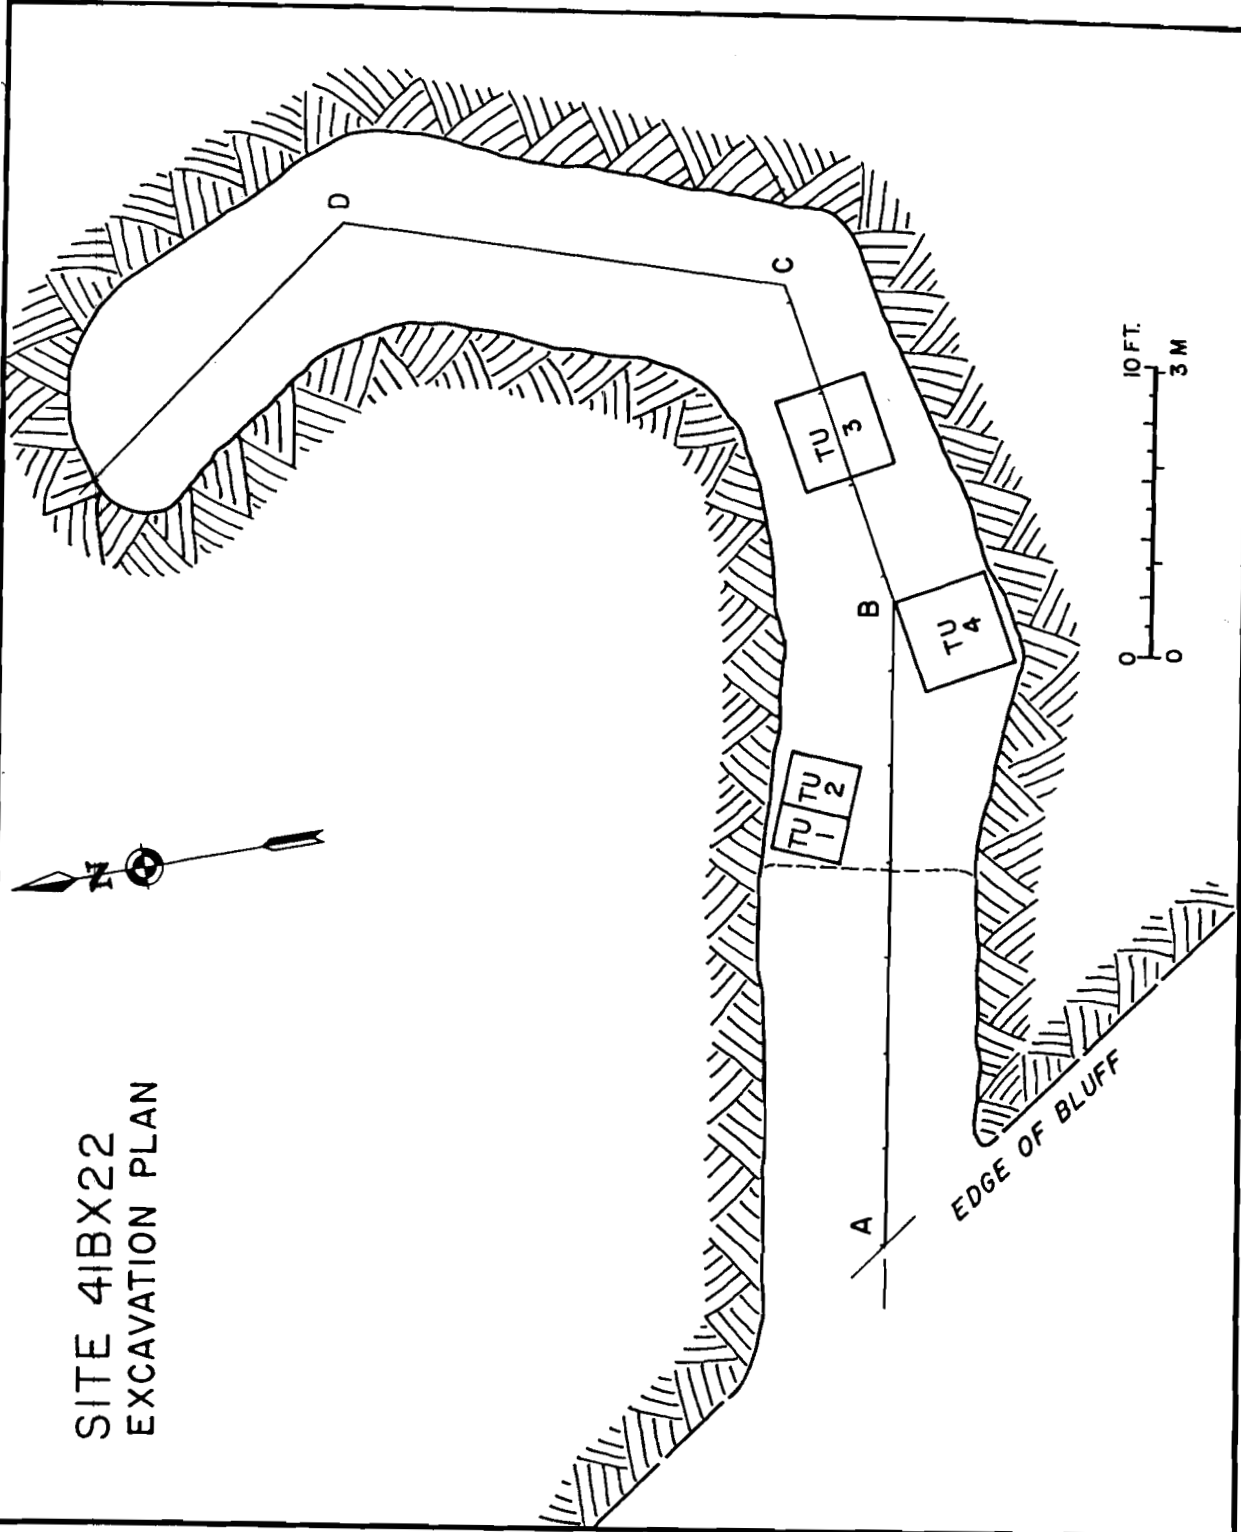 SITE 41BX22
EXCAVATION PLAN
N
A
B
C
D
TU
1
TU
2
TU
3
TU
4
EDGE OF BLUFF
0
10 FT.
0
3 M